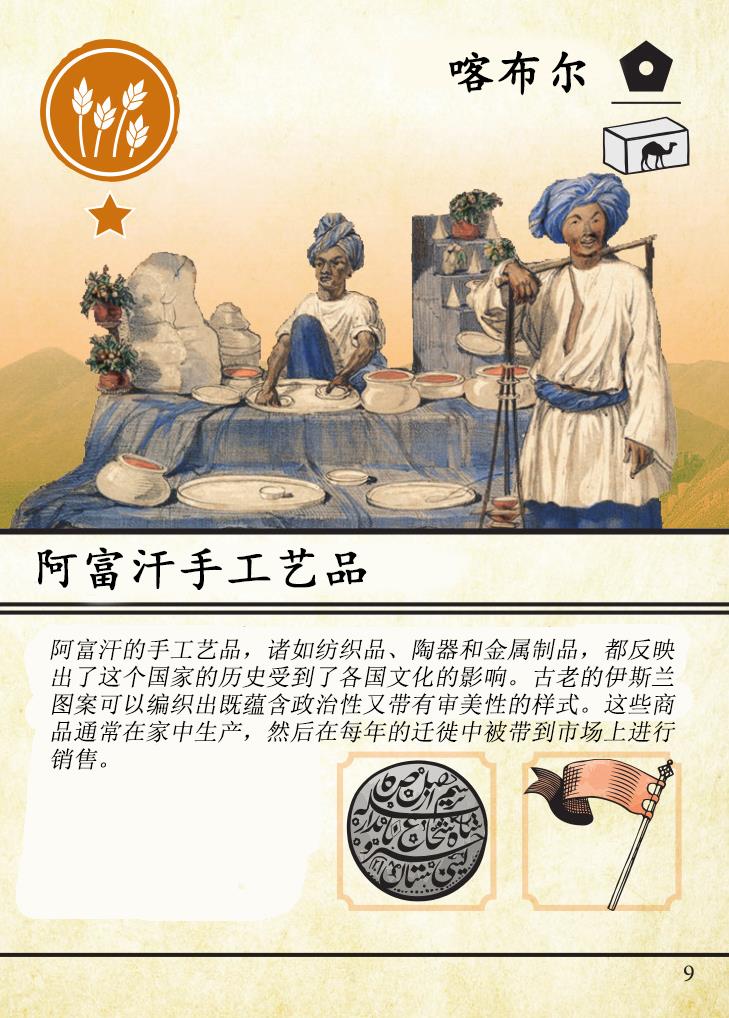 喀布尔
阿富汗手工艺品
阿富汗的手工艺品，诸如纺织品、陶器和金属制品，都反映
出了这个国家的历史受到了各国文化的影响。古老的伊斯兰
图案可以编织出既蕴含政治性又带有审美性的样式。这些商
品通常在家中生产，然后在每年的迁徙中被带到市场上进行
销售。
9